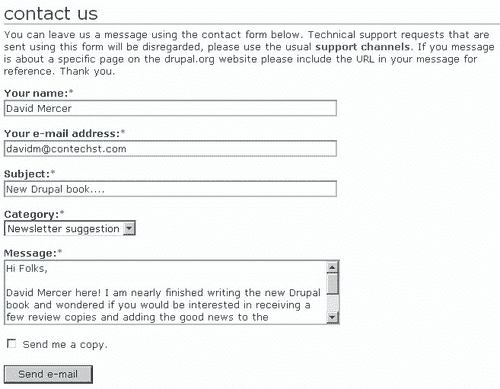 contact us
You can leave us a message using the contact form below. Technical support requests that are
sent using this form will be disregarded, please use the usual support channels. If you message
is about a specific page on the drupal.org website please include the URL in your message for
reference. Thank you.
Your name:*
David Mercer
Your e-mail address:*
davidm@contechst.com
Subject:*
New Drupal book....
Category:*
Newsletter suggestion
Message:*
Hi Folks,
David Mercer here! I am nearly finished writing the new Drupal
book and wondered if you would be interested in receiving a
few review copies and adding the good news to the
Send me a copy.
Send e-mail